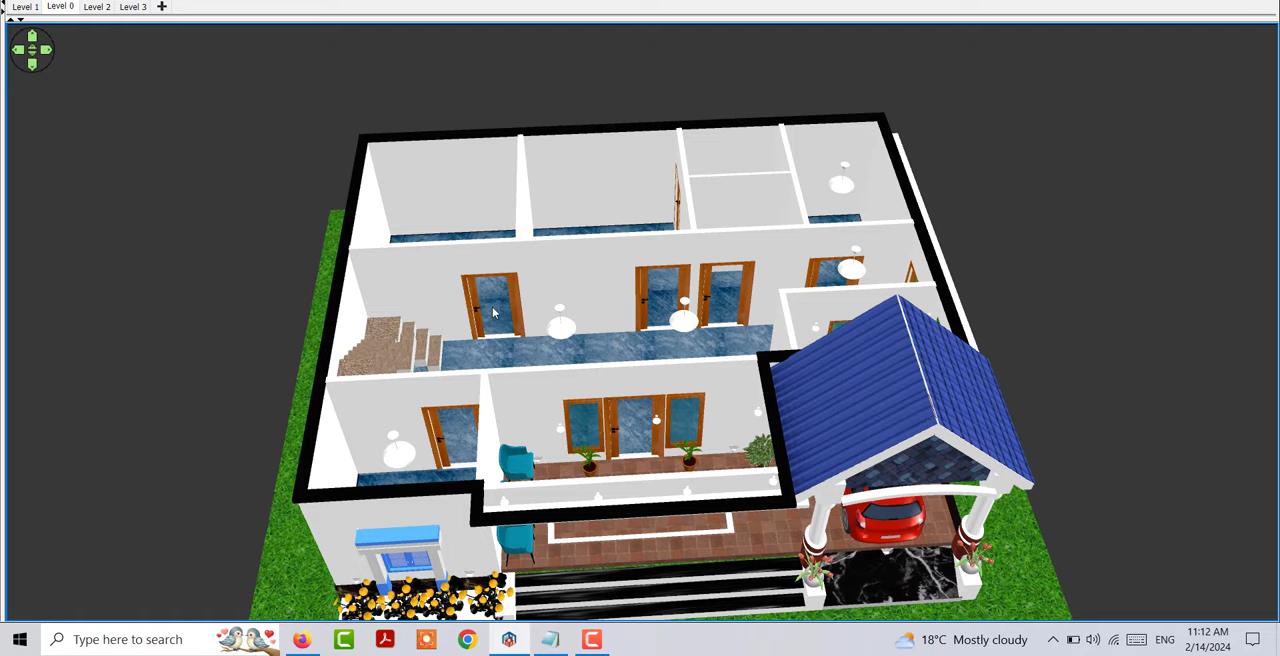 Level 1 Level 0 Level 2 Level 3
Type here to search
18°C Mostly cloudy
ENG
11:12 AM
2/14/2024